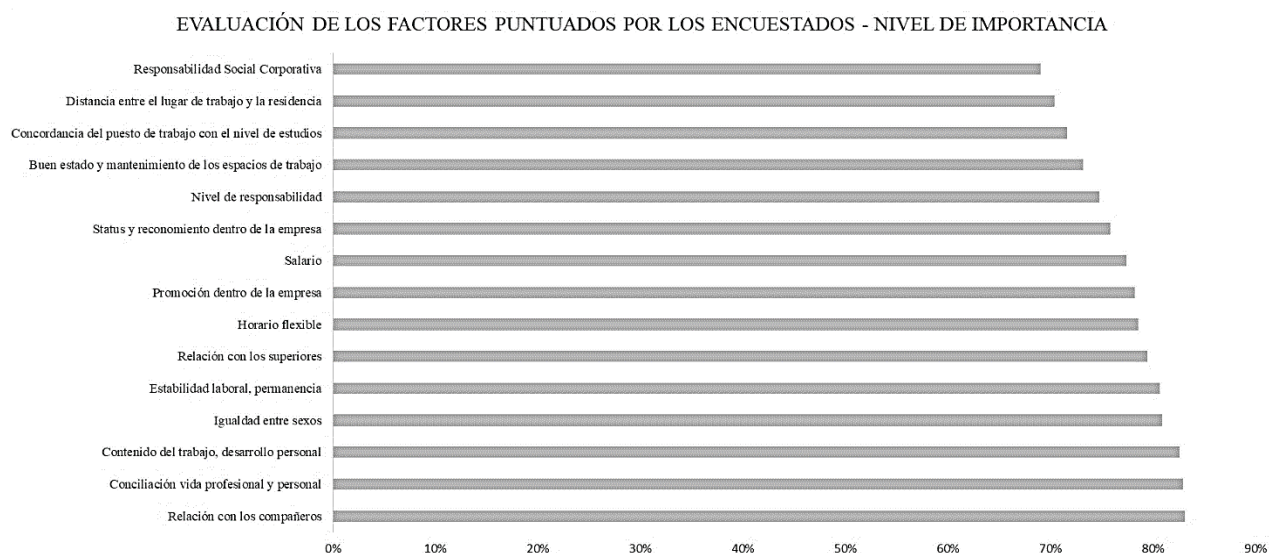 EVALUACIÓN DE LOS FACTORES PUNTUADOS POR LOS ENCUESTADOS - NIVEL DE IMPORTANCIA
Responsabilidad Social Corporativa
Distancia entre el lugar de trabajo y la residencia
Concordancia del puesto de trabajo con el nivel de estudios
Buen estado y mantenimiento de los espacios de trabajo
Nivel de responsabilidad
Status y reconomiento dentro de la empresa
Salario
Promoción dentro de la empresa
Horario flexible
Relación con los superiores
Estabilidad laboral, permanencia
Igualdad entre sexos
Contenido del trabajo, desarrollo personal
Conciliación vida profesional y personal
Relación con los compañeros
0% 10% 20% 30% 40% 50% 60% 70% 80% 90%